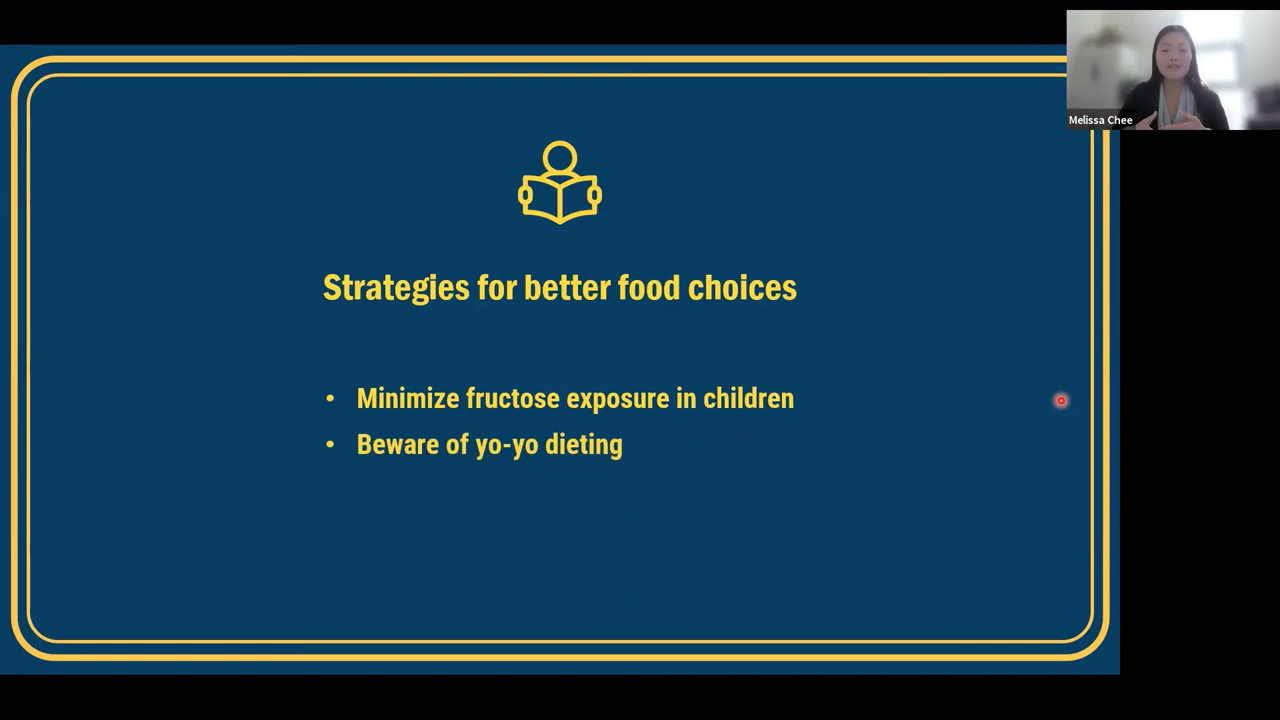 Melissa Chee
Strategies for better food choices
• Minimize fructose exposure in children
• Beware of yo-yo dieting